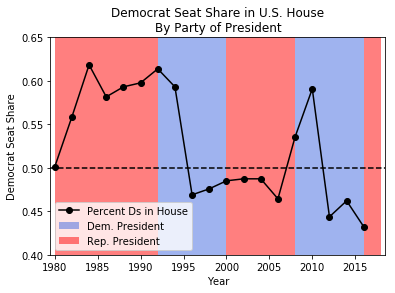 Democrat Seat Share in U.S. House
By Party of President
0.65
0.60
0.55
0.50
0.45
0.40
Democrat Seat Share
Percent Ds in House
Dem. President
Rep. President
1980 1985 1990 1995 2000 2005 2010 2015
Year